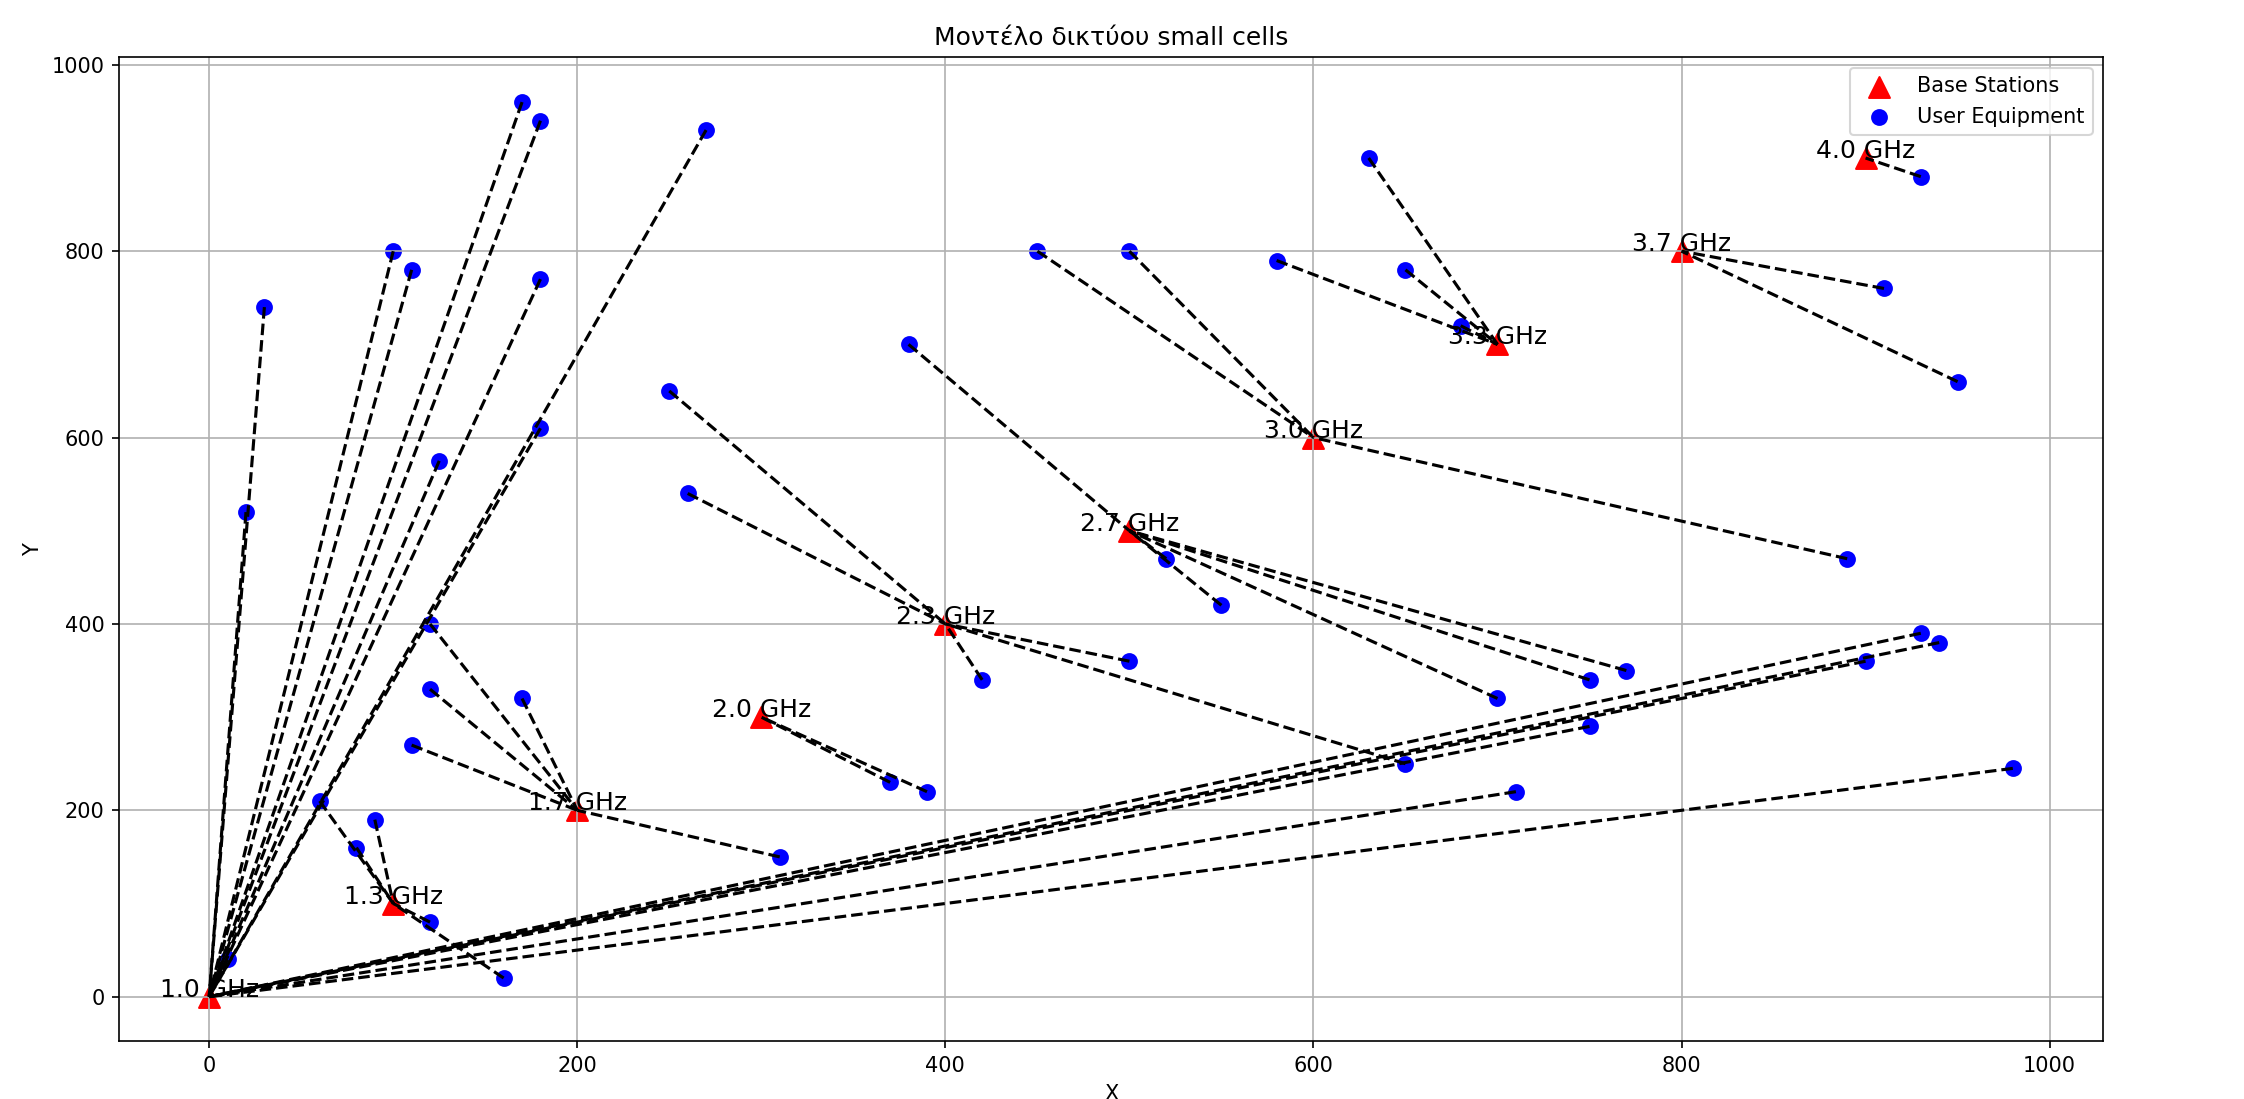 Μοντέλο δικτύου small cells
1000
800
600
400
200
0
Y
Base Stations
User Equipment
4.0 GHz
3.7 GHz
3.3 GHz
3.0 GHz
2.7 GHz
2.3 GHz
2.0 GHz
1.7 GHz
1.3 GHz
1.0 GHz
0
200
400
600
800
1000
X